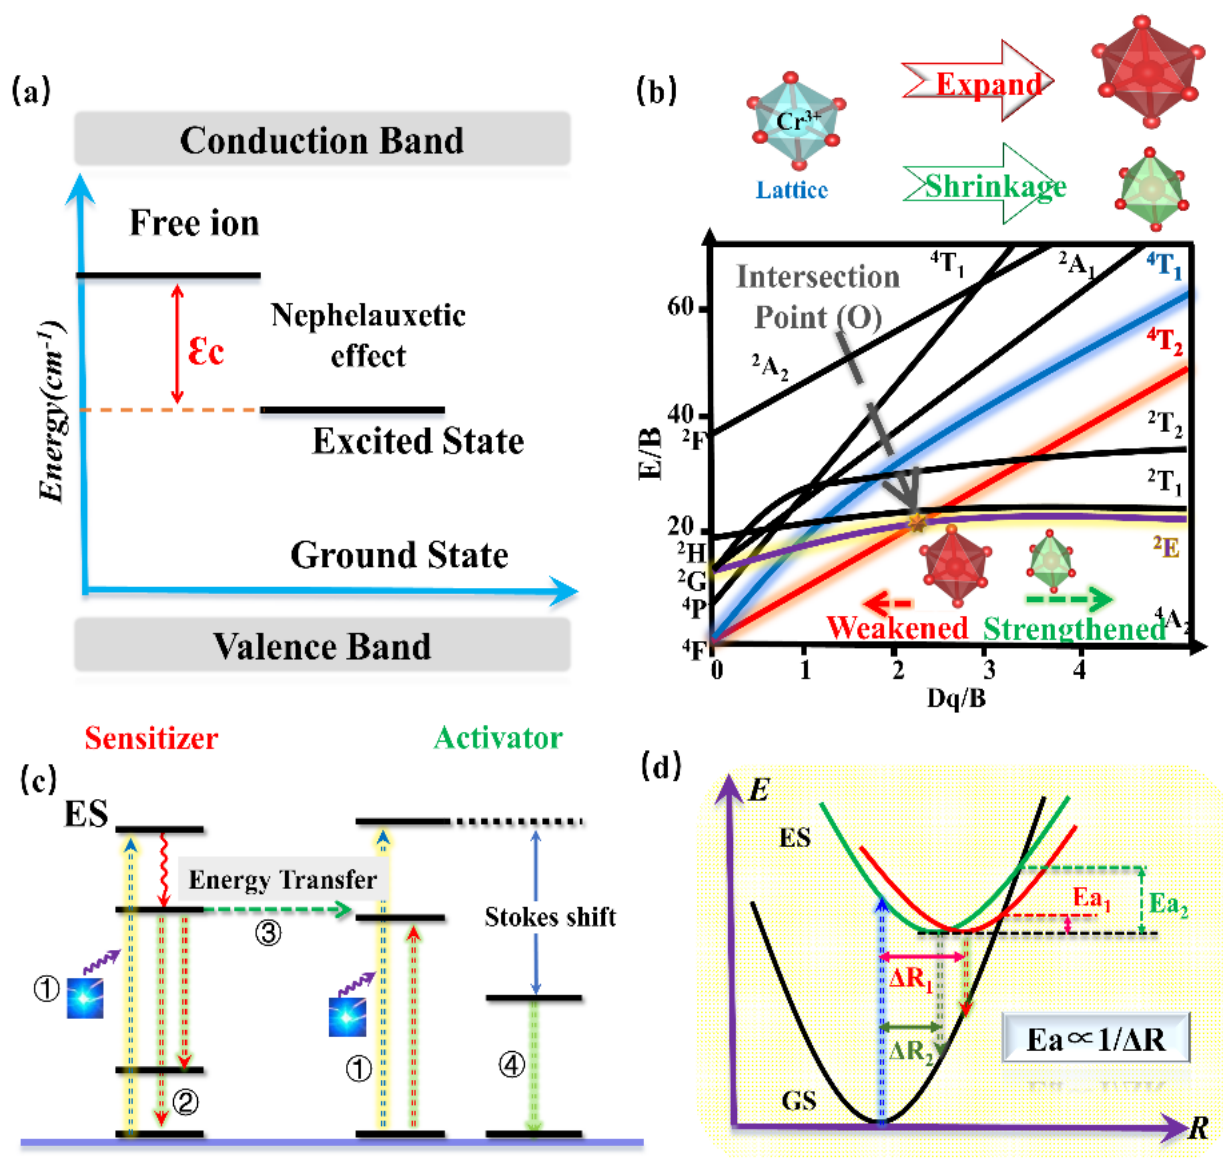 (a)
Conduction Band
Free ion
Nephelauxetic
effect
Ɛc
Energy(cm⁻¹)
Excited State
Ground State
Valence Band
(b)
Cr³⁺
Lattice
Expand
Shrinkage
Intersection
Point (O)
⁴T₁
²A₁
⁴T₁
⁴T₂
²A₂
²T₂
²T₁
²E
⁴A₂
60
40
20
E/B
²F
²H
²G
⁴P
⁴F
Weakened
Strengthened
0
1
2
3
4
Dq/B
Sensitizer
Activator
(c)
ES
Energy Transfer
③
Stokes shift
①
①
②
④
(d)
E
ES
Ea₁
Ea₂
ΔR₁
ΔR₂
Ea∝1/ΔR
GS
R